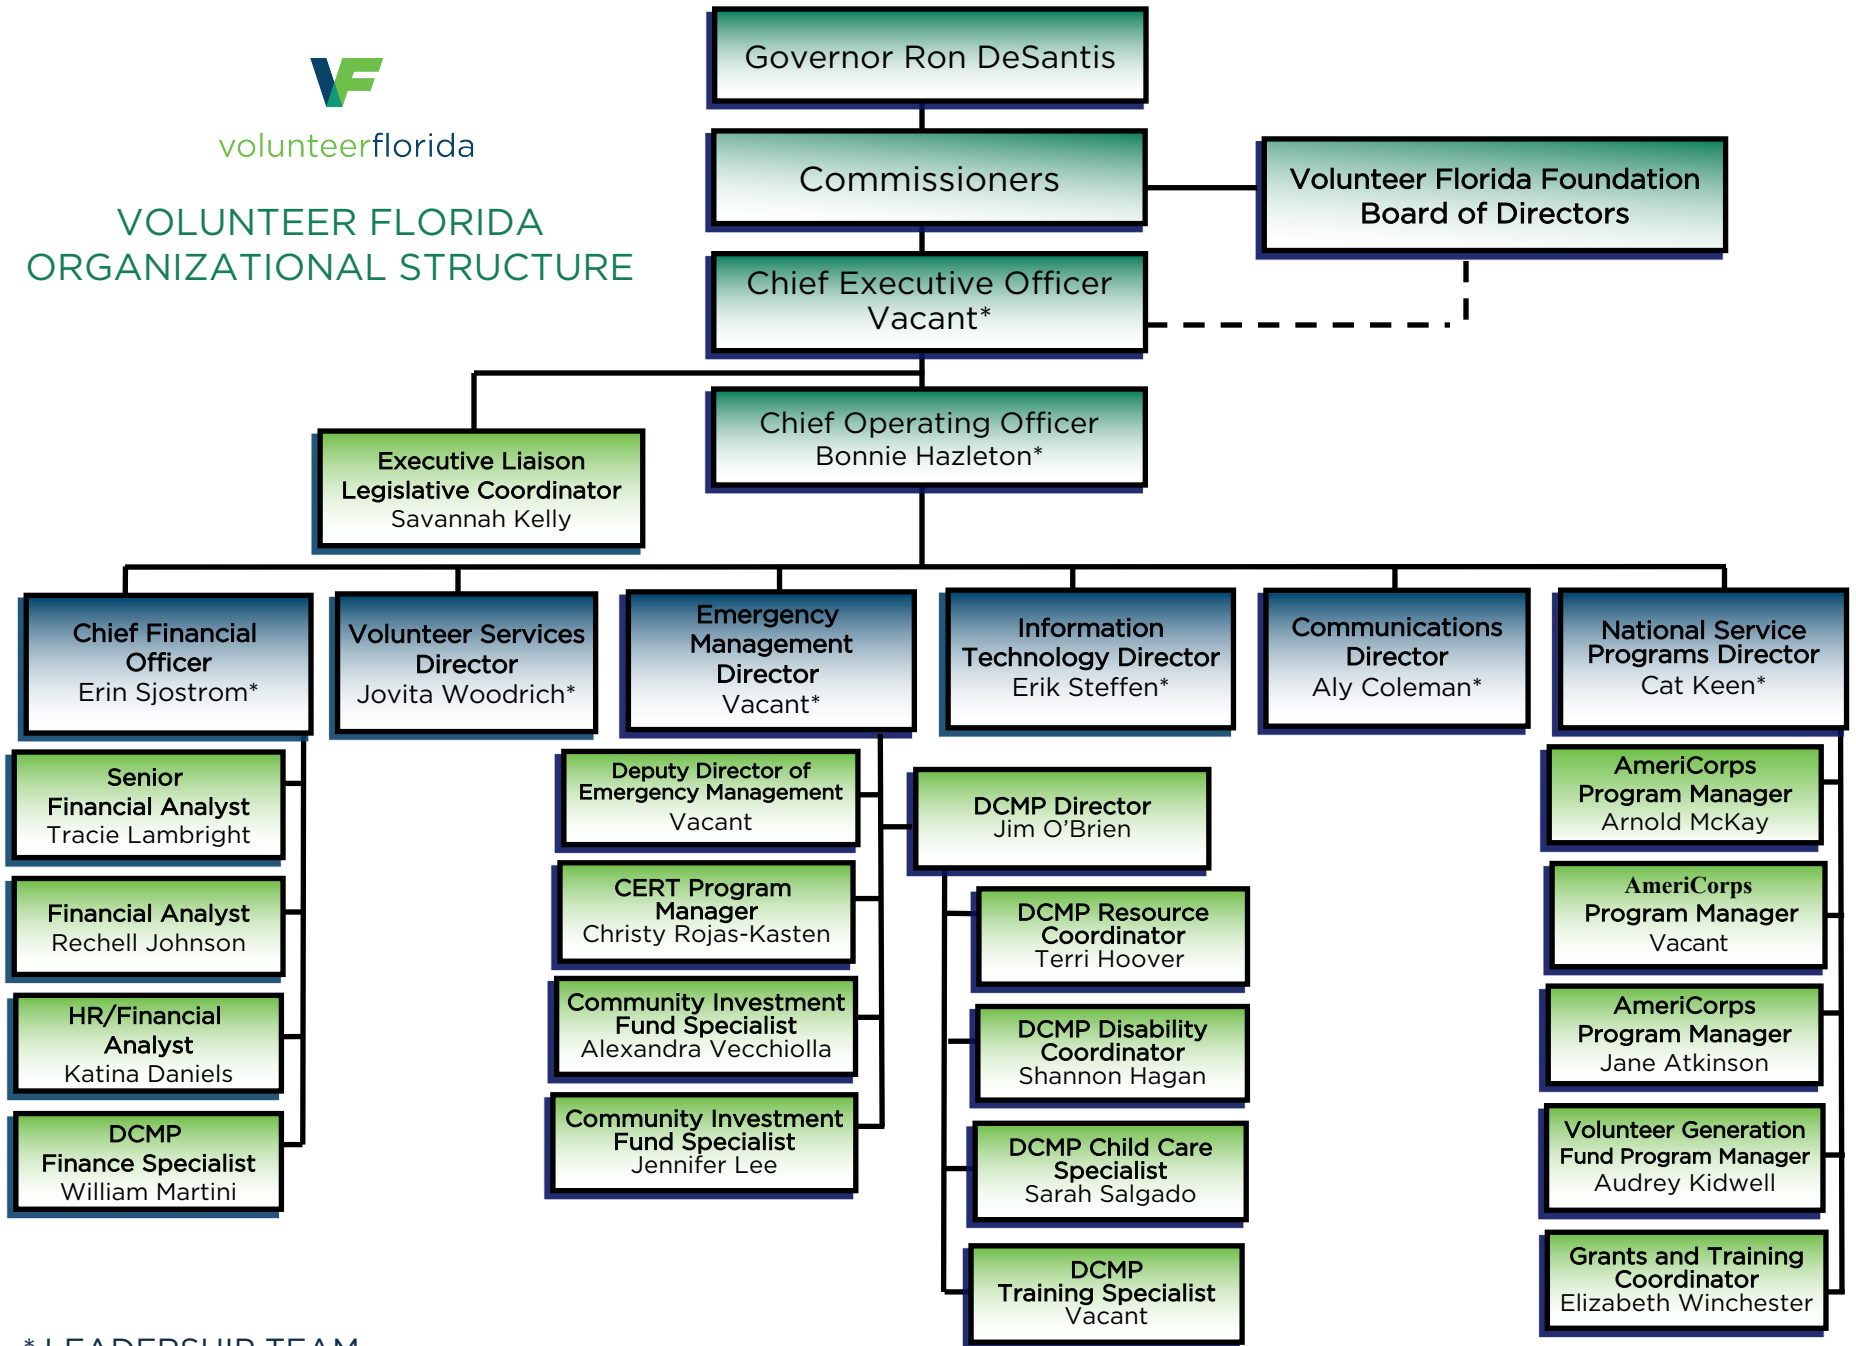 volunteerflorida
VOLUNTEER FLORIDA
ORGANIZATIONAL STRUCTURE
Governor Ron DeSantis
Commissioners
Volunteer Florida Foundation
Board of Directors
Chief Executive Officer
Vacant*
Chief Operating Officer
Bonnie Hazleton*
Executive Liaison
Legislative Coordinator
Savannah Kelly
Chief Financial
Officer
Erin Sjostrom*
Volunteer Services
Director
Jovita Woodrich*
Emergency
Management
Director
Vacant*
Information
Technology Director
Erik Steffen*
Communications
Director
Aly Coleman*
National Service
Programs Director
Cat Keen*
Senior
Financial Analyst
Tracie Lambright
Financial Analyst
Rechell Johnson
HR/Financial
Analyst
Katina Daniels
DCMP
Finance Specialist
William Martini
Deputy Director of
Emergency Management
Vacant
CERT Program
Manager
Christy Rojas-Kasten
Community Investment
Fund Specialist
Alexandra Vecchiolla
Community Investment
Fund Specialist
Jennifer Lee
DCMP Director
Jim O'Brien
DCMP Resource
Coordinator
Terri Hoover
DCMP Disability
Coordinator
Shannon Hagan
DCMP Child Care
Specialist
Sarah Salgado
DCMP
Training Specialist
Vacant
AmeriCorps
Program Manager
Arnold McKay
AmeriCorps
Program Manager
Vacant
AmeriCorps
Program Manager
Jane Atkinson
Volunteer Generation
Fund Program Manager
Audrey Kidwell
Grants and Training
Coordinator
Elizabeth Winchester
* LEADERSHIP TEAM